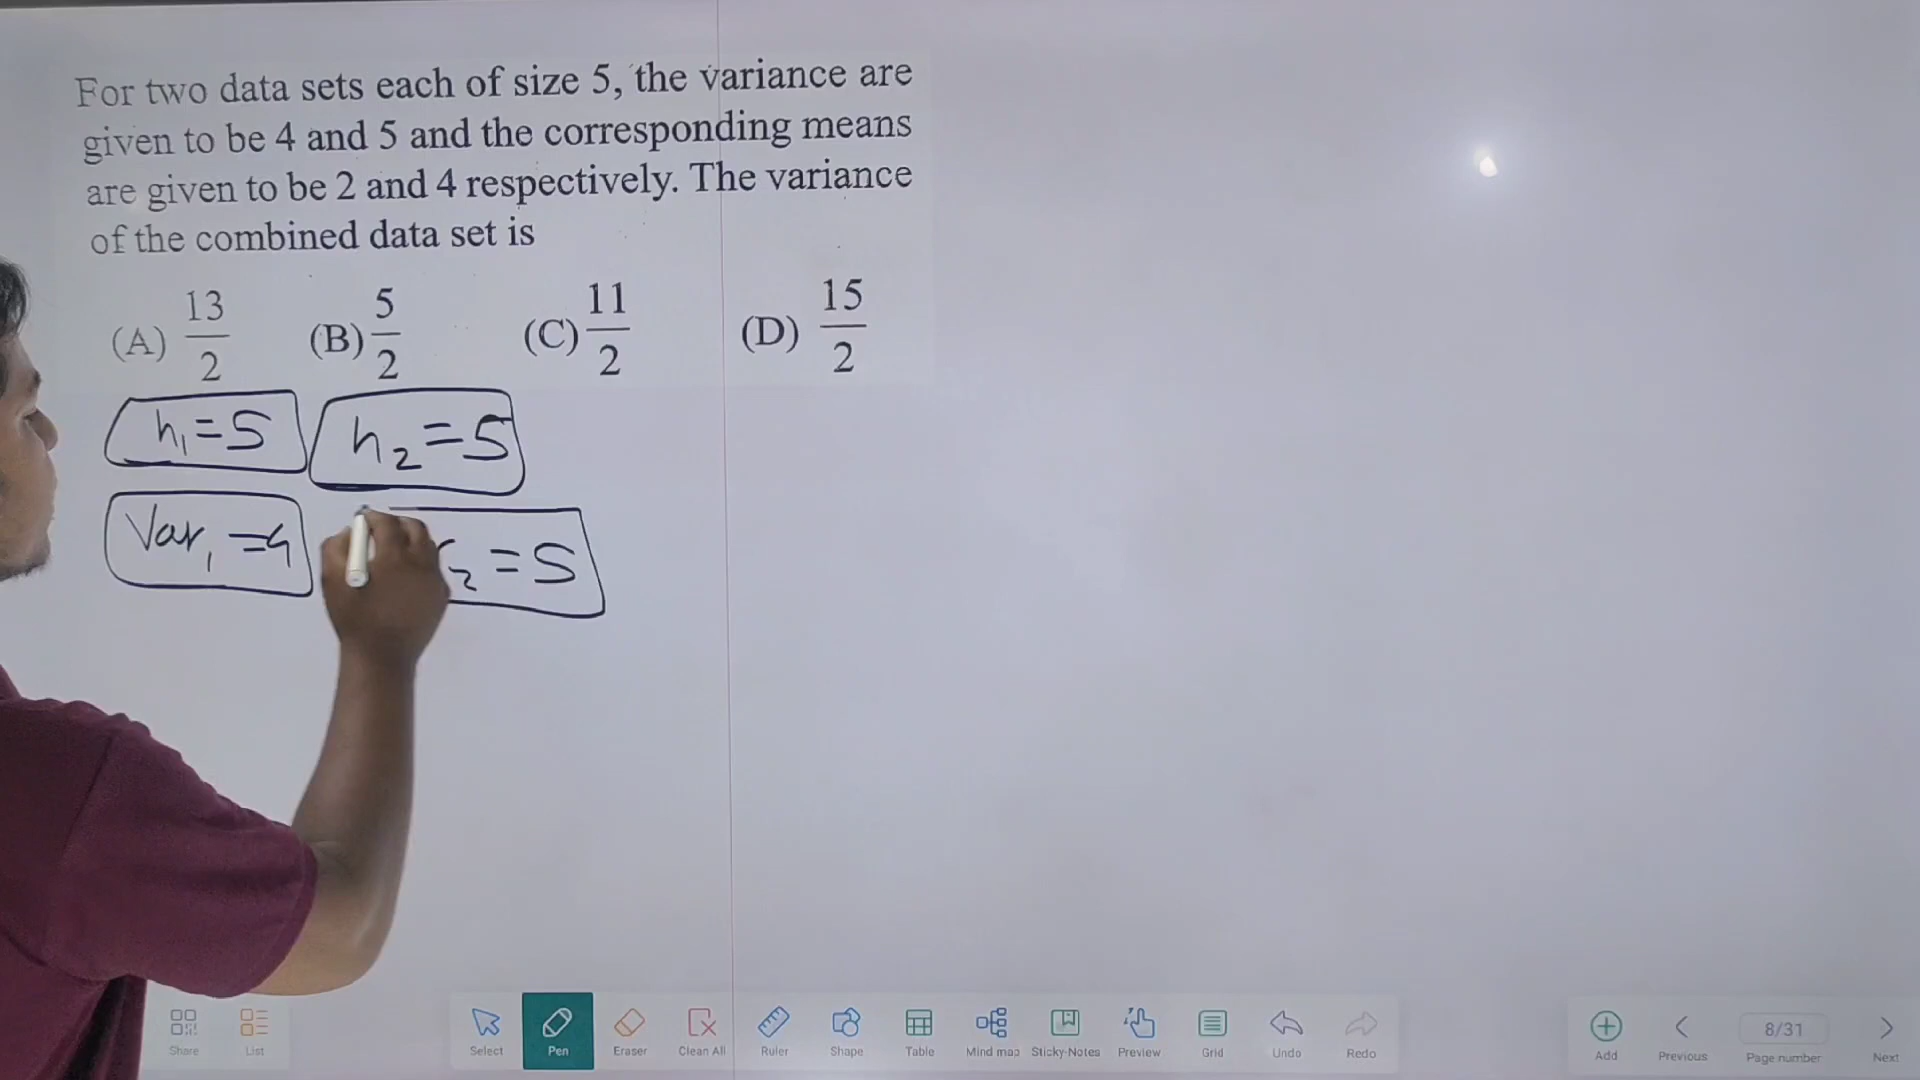 For two data sets each of size 5, the variance are
given to be 4 and 5 and the corresponding means
are given to be 2 and 4 respectively. The variance
of the combined data set is
(A) 13/2 (B) 5/2 (C) 11/2 (D) 15/2
n₁=5 n₂=5
Var₁=4 r₂=5
Share List Select Pen Eraser Clean All Ruler Shape Table Mind map Sticky-Notes Preview Grid Undo Redo Add Previous 8/31 Page number Next